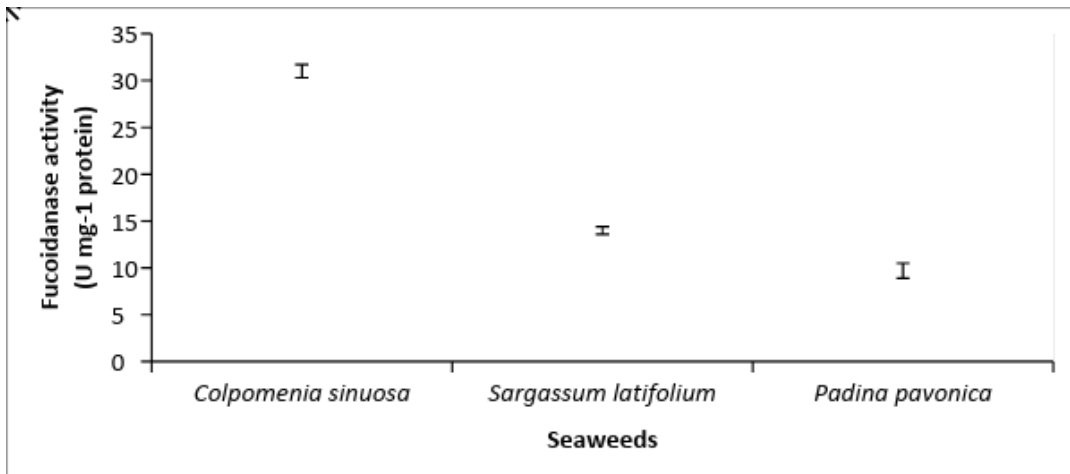 35
30
25
20
15
10
5
0
Fucoidanase activity
(U mg-1 protein)
Colpomenia sinuosa
Sargassum latifolium
Padina pavonica
Seaweeds